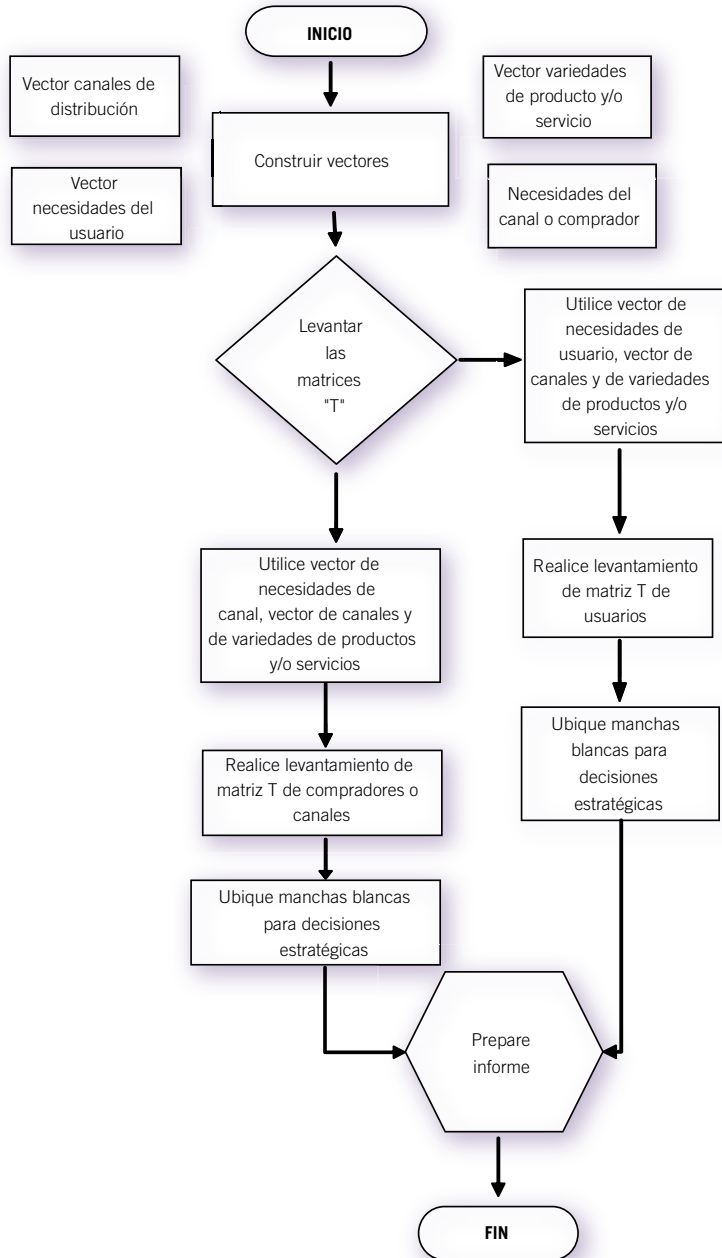 INICIO
Vector canales de
distribución
Vector variedades
de producto y/o
servicio
Construir vectores
Vector
necesidades del
usuario
Necesidades del
canal o comprador
Levantar
las
matrices
"T"
Utilice vector de
necesidades de
usuario, vector de
canales y de variedades
de productos y/o
servicios
Utilice vector de
necesidades de
canal, vector de canales y
de variedades de productos
y/o servicios
Realice levantamiento
de matriz T de
usuarios
Realice levantamiento de
matriz T de compradores o
canales
Ubique manchas
blancas para
decisiones
estratégicas
Ubique manchas blancas
para decisiones
estratégicas
Prepare
informe
FIN